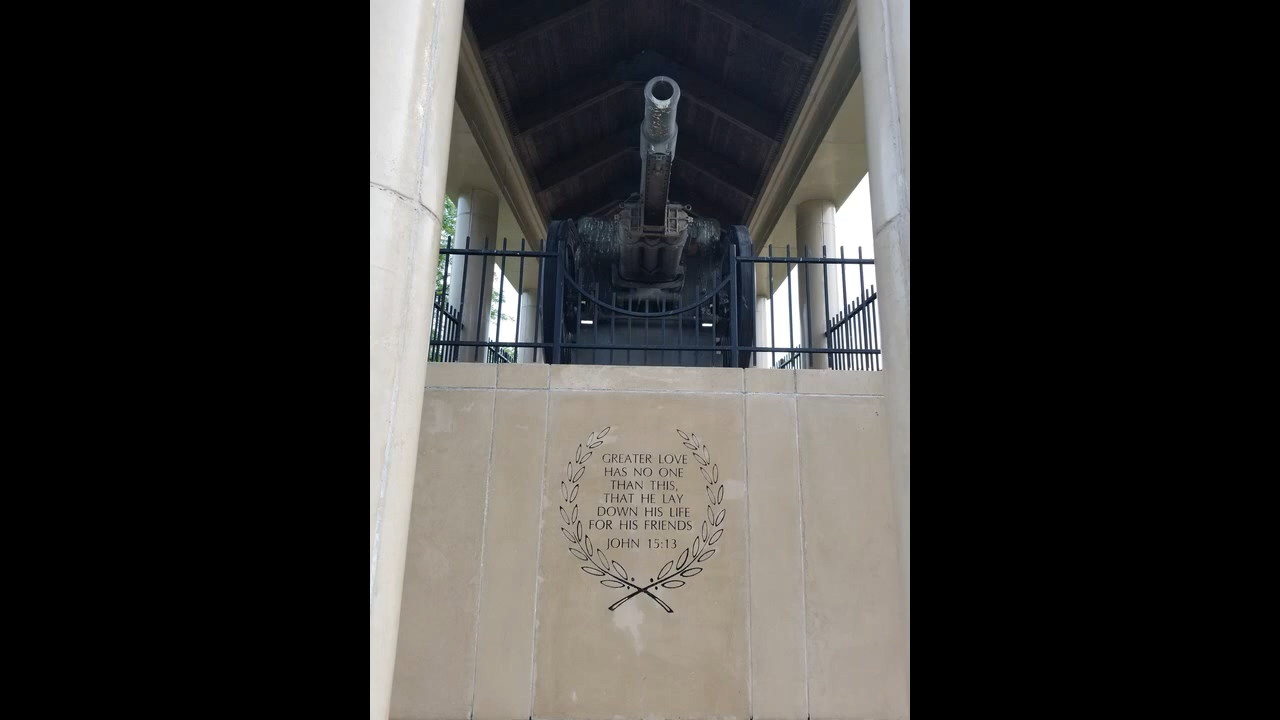 GREATER LOVE
HAS NO ONE
THAN THIS,
THAT HE LAY
DOWN HIS LIFE
FOR HIS FRIENDS
JOHN 15:13